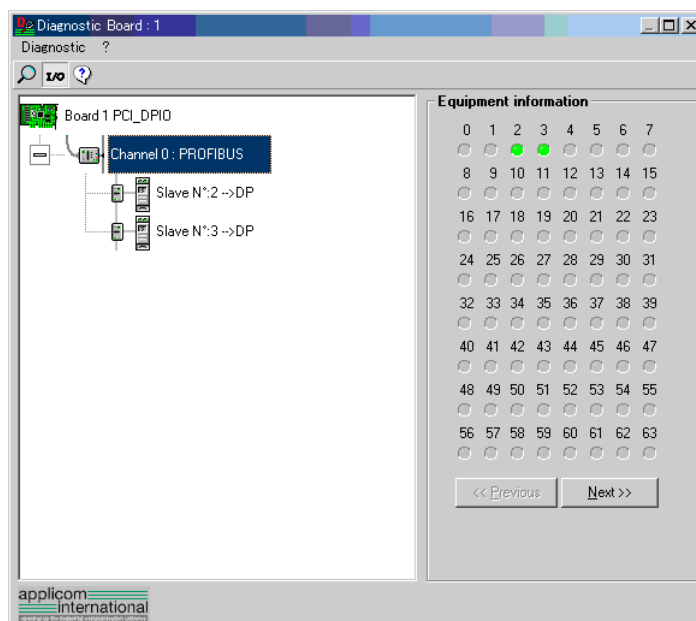 Diagnostic Board : 1
Diagnostic ?
I/O ?
Board 1 PCI_DPIO
Channel 0 : PROFIBUS
Slave N°:2 -->DP
Slave N°:3 -->DP
Equipment information
0 1 2 3 4 5 6 7
8 9 10 11 12 13 14 15
16 17 18 19 20 21 22 23
24 25 26 27 28 29 30 31
32 33 34 35 36 37 38 39
40 41 42 43 44 45 46 47
48 49 50 51 52 53 54 55
56 57 58 59 60 61 62 63
<< Previous Next >>
applicom
international